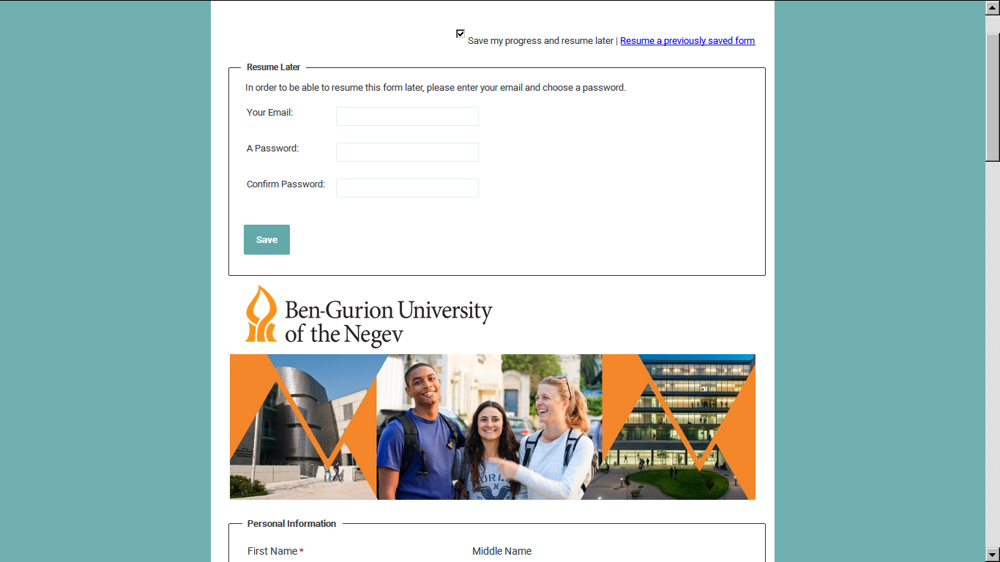 Save my progress and resume later | Resume a previously saved form
Resume Later
In order to be able to resume this form later, please enter your email and choose a password.
Your Email:
A Password:
Confirm Password:
Save
Ben-Gurion University
of the Negev
Personal Information
First Name *
Middle Name